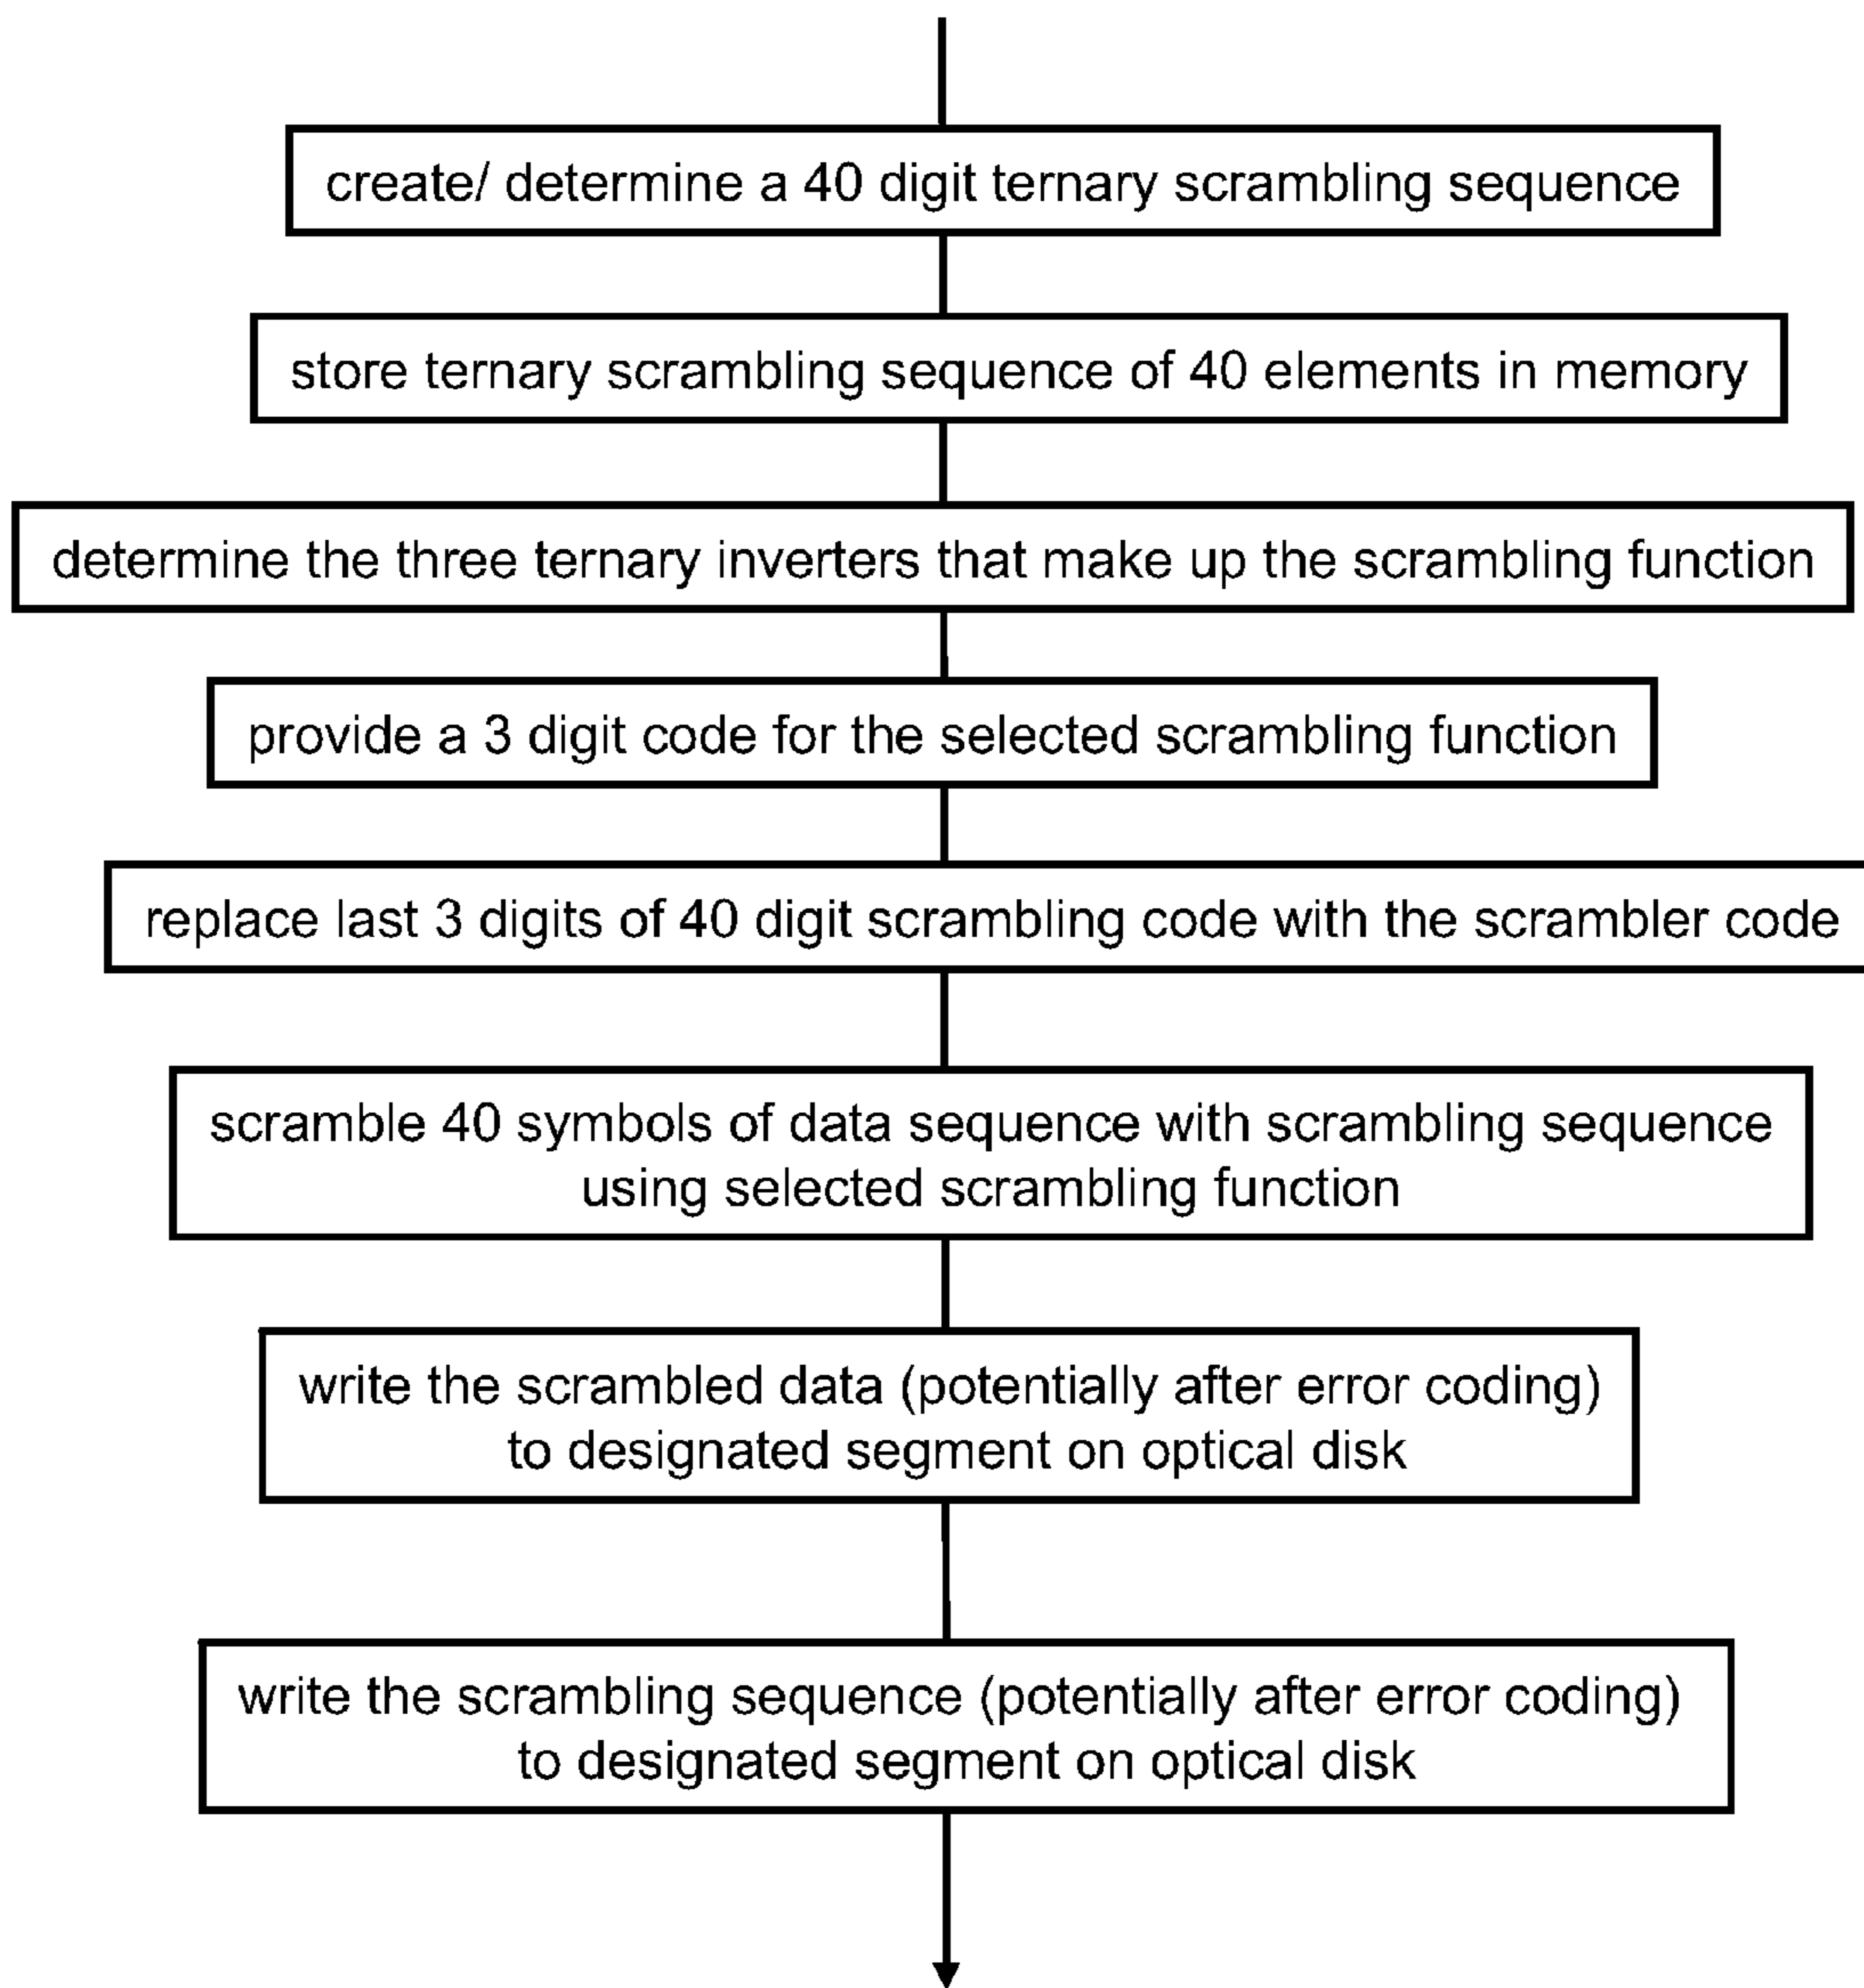 create/ determine a 40 digit ternary scrambling sequence
store ternary scrambling sequence of 40 elements in memory
determine the three ternary inverters that make up the scrambling function
provide a 3 digit code for the selected scrambling function
replace last 3 digits of 40 digit scrambling code with the scrambler code
scramble 40 symbols of data sequence with scrambling sequence
using selected scrambling function
write the scrambled data (potentially after error coding)
to designated segment on optical disk
write the scrambling sequence (potentially after error coding)
to designated segment on optical disk